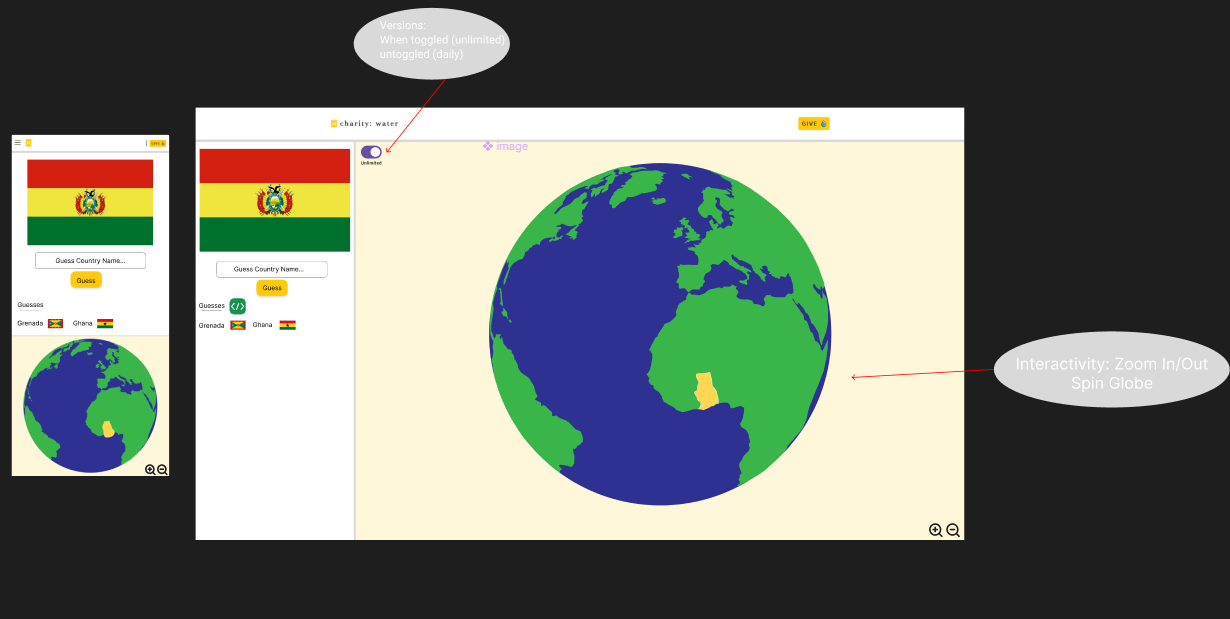 Versions:
When toggled (unlimited)
untoggled (daily)
charity: water
GIVE
image
Unlimited
GIVE
Guess Country Name...
Guess
Guesses
Grenada
Ghana
Guess Country Name...
Guess
Guesses
</>
Grenada
Ghana
Interactivity: Zoom In/Out
Spin Globe